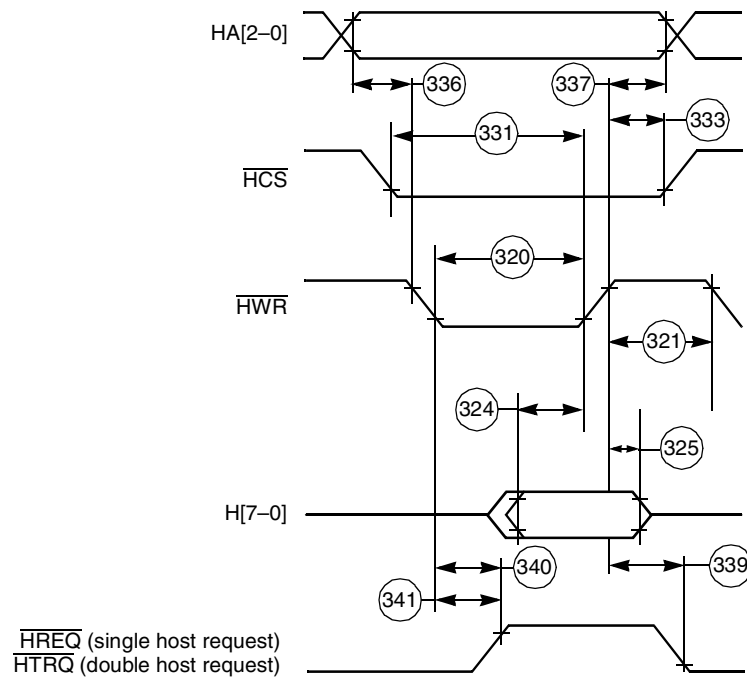 HA[2–0]
336
337
333
331
HCS
320
HWR
321
324
325
H[7–0]
340
339
341
HREQ (single host request)
HTRQ (double host request)